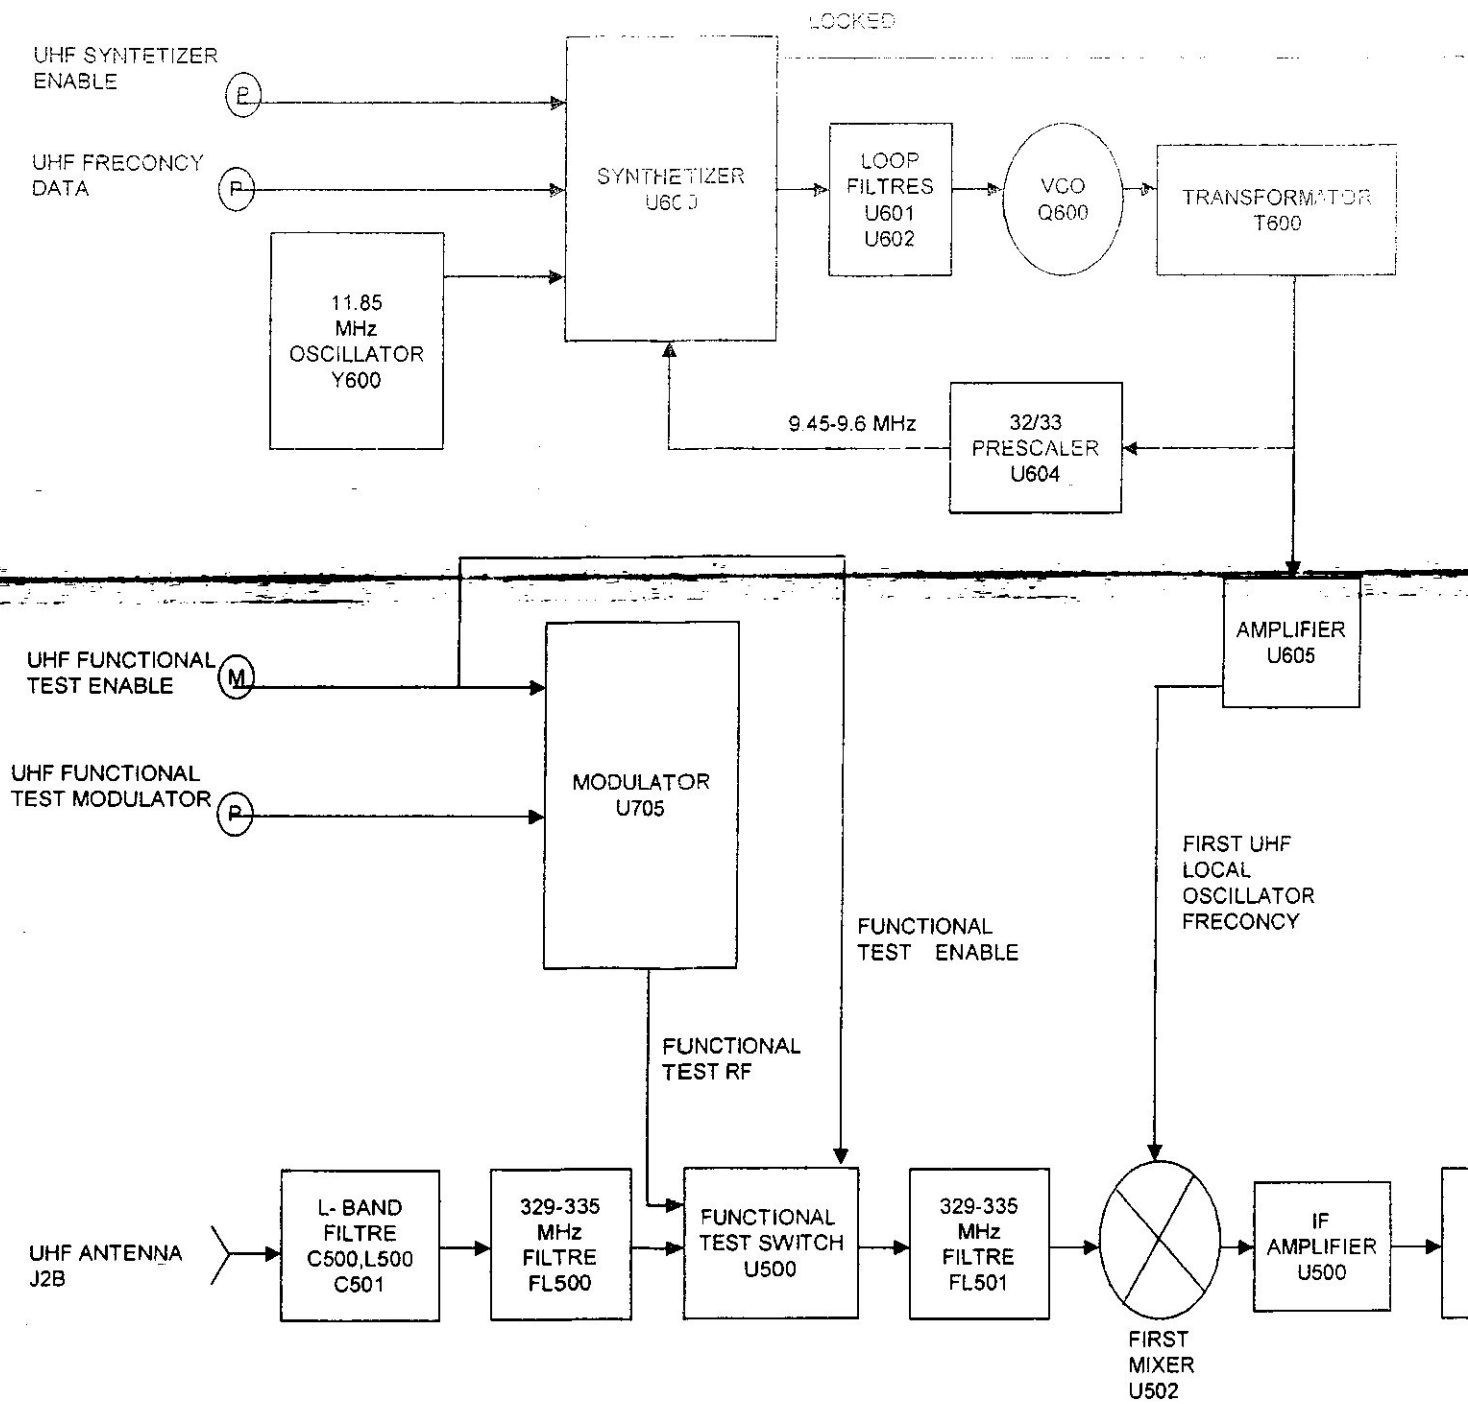 LOCKED
UHF SYNTETIZER
ENABLE
P
UHF FRECONCY
DATA
P
SYNTHETIZER
LOOP
FILTRES
U601
U602
VCO
Q600
TRANSFORMATOR
T600
11.85
MHz
OSCILLATOR
Y600
9.45-9.6 MHz
32/33
PRESCALER
U604
AMPLIFIER
U605
UHF FUNCTIONAL
TEST ENABLE
M
UHF FUNCTIONAL
TEST MODULATOR
P
MODULATOR
U705
FIRST UHF
LOCAL
OSCILLATOR
FRECONCY
FUNCTIONAL
TEST ENABLE
FUNCTIONAL
TEST RF
UHF ANTENNA
J2B
L- BAND
FILTRE
C500,L500
C501
329-335
MHz
FILTRE
FL500
FUNCTIONAL
TEST SWITCH
U500
329-335
MHz
FILTRE
FL501
FIRST
MIXER
U502
IF
AMPLIFIER
U500